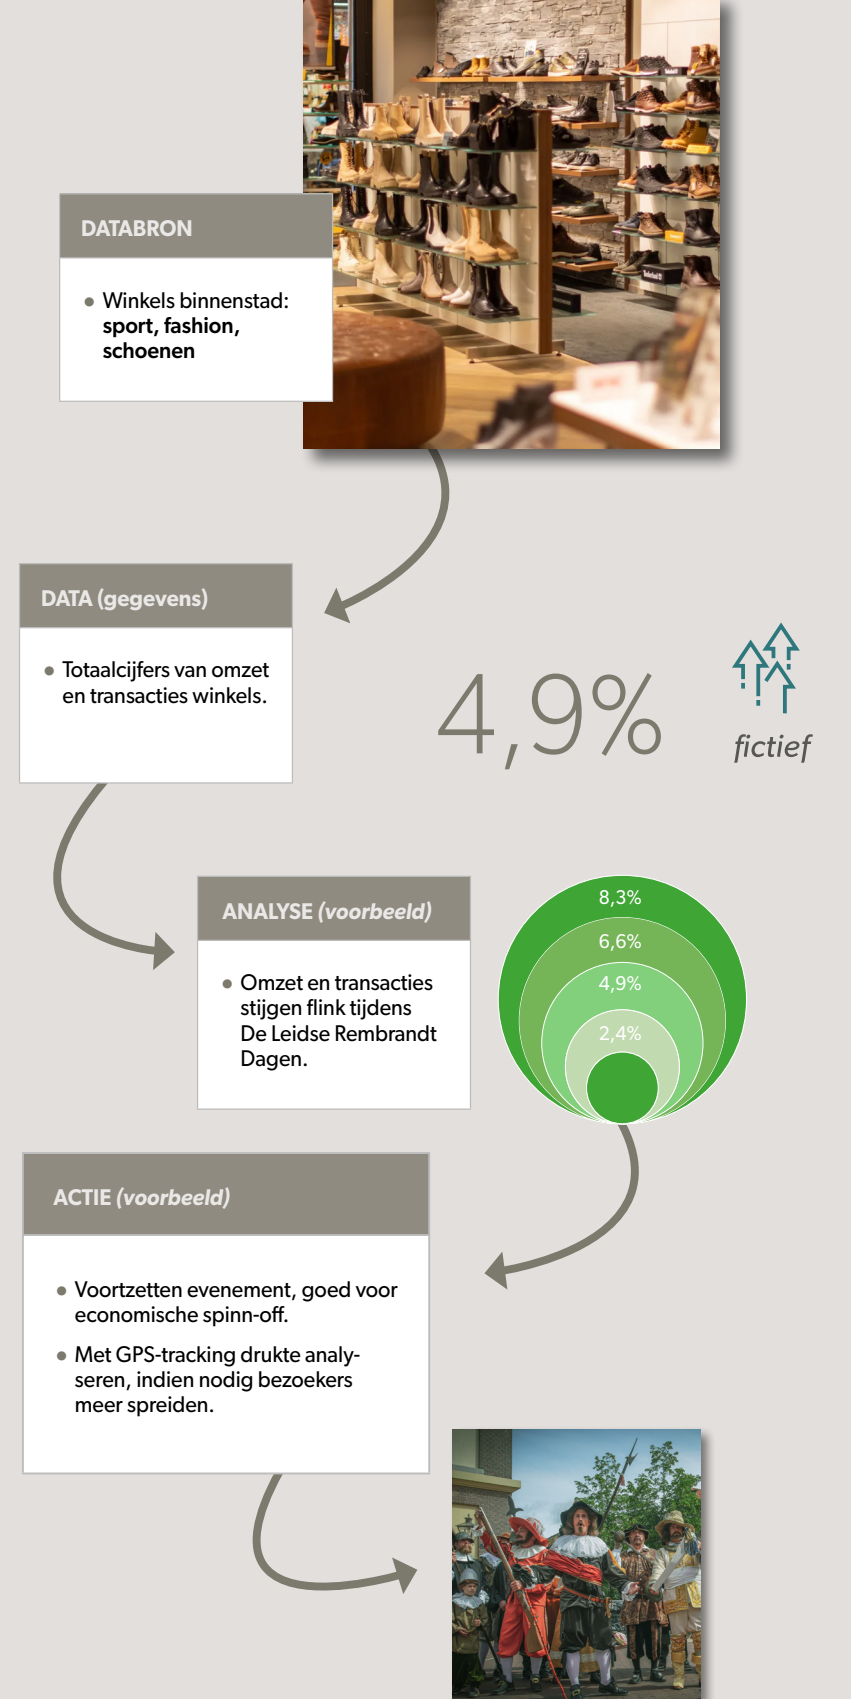 DATABRON
Winkels binnenstad:
sport, fashion,
schoenen
DATA (gegevens)
Totaalcijfers van omzet
en transacties winkels.
4,9%
fictief
ANALYSE (voorbeeld)
Omzet en transacties
stijgen flink tijdens
De Leidse Rembrandt
Dagen.
8,3%
6,6%
4,9%
2,4%
ACTIE (voorbeeld)
Voortzetten evenement, goed voor
economische spinn-off.
Met GPS-tracking drukte analy-
seren, indien nodig bezoekers
meer spreiden.